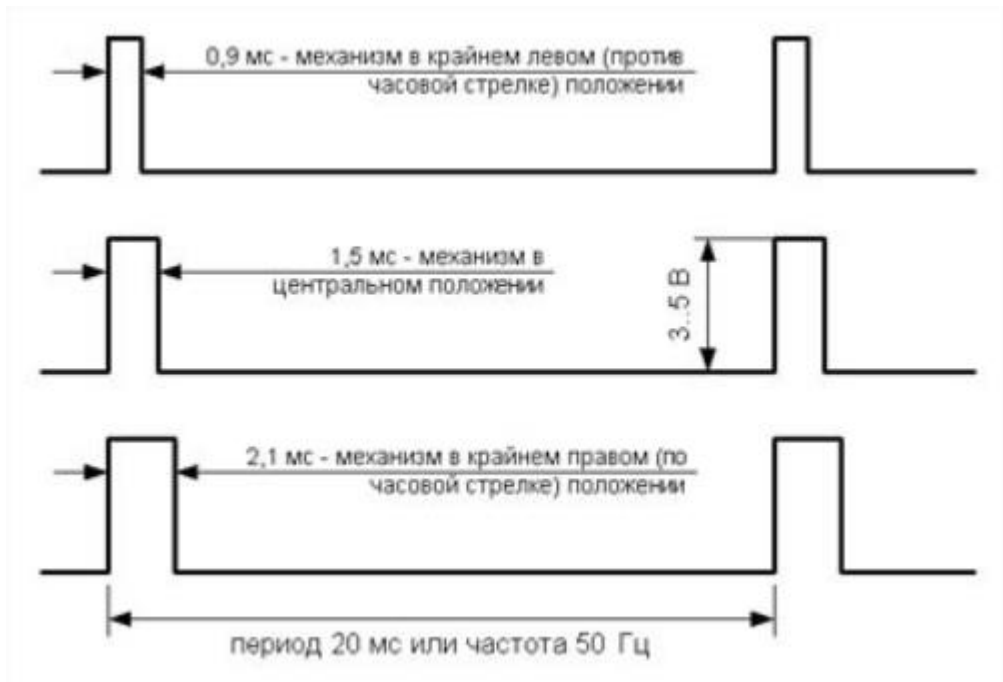 0,9 мс - механизм в крайнем левом (против
часовой стрелке) положении
1,5 мс - механизм в
центральном положении
3..5 В
2,1 мс - механизм в крайнем правом (по
часовой стрелке) положении
период 20 мс или частота 50 Гц